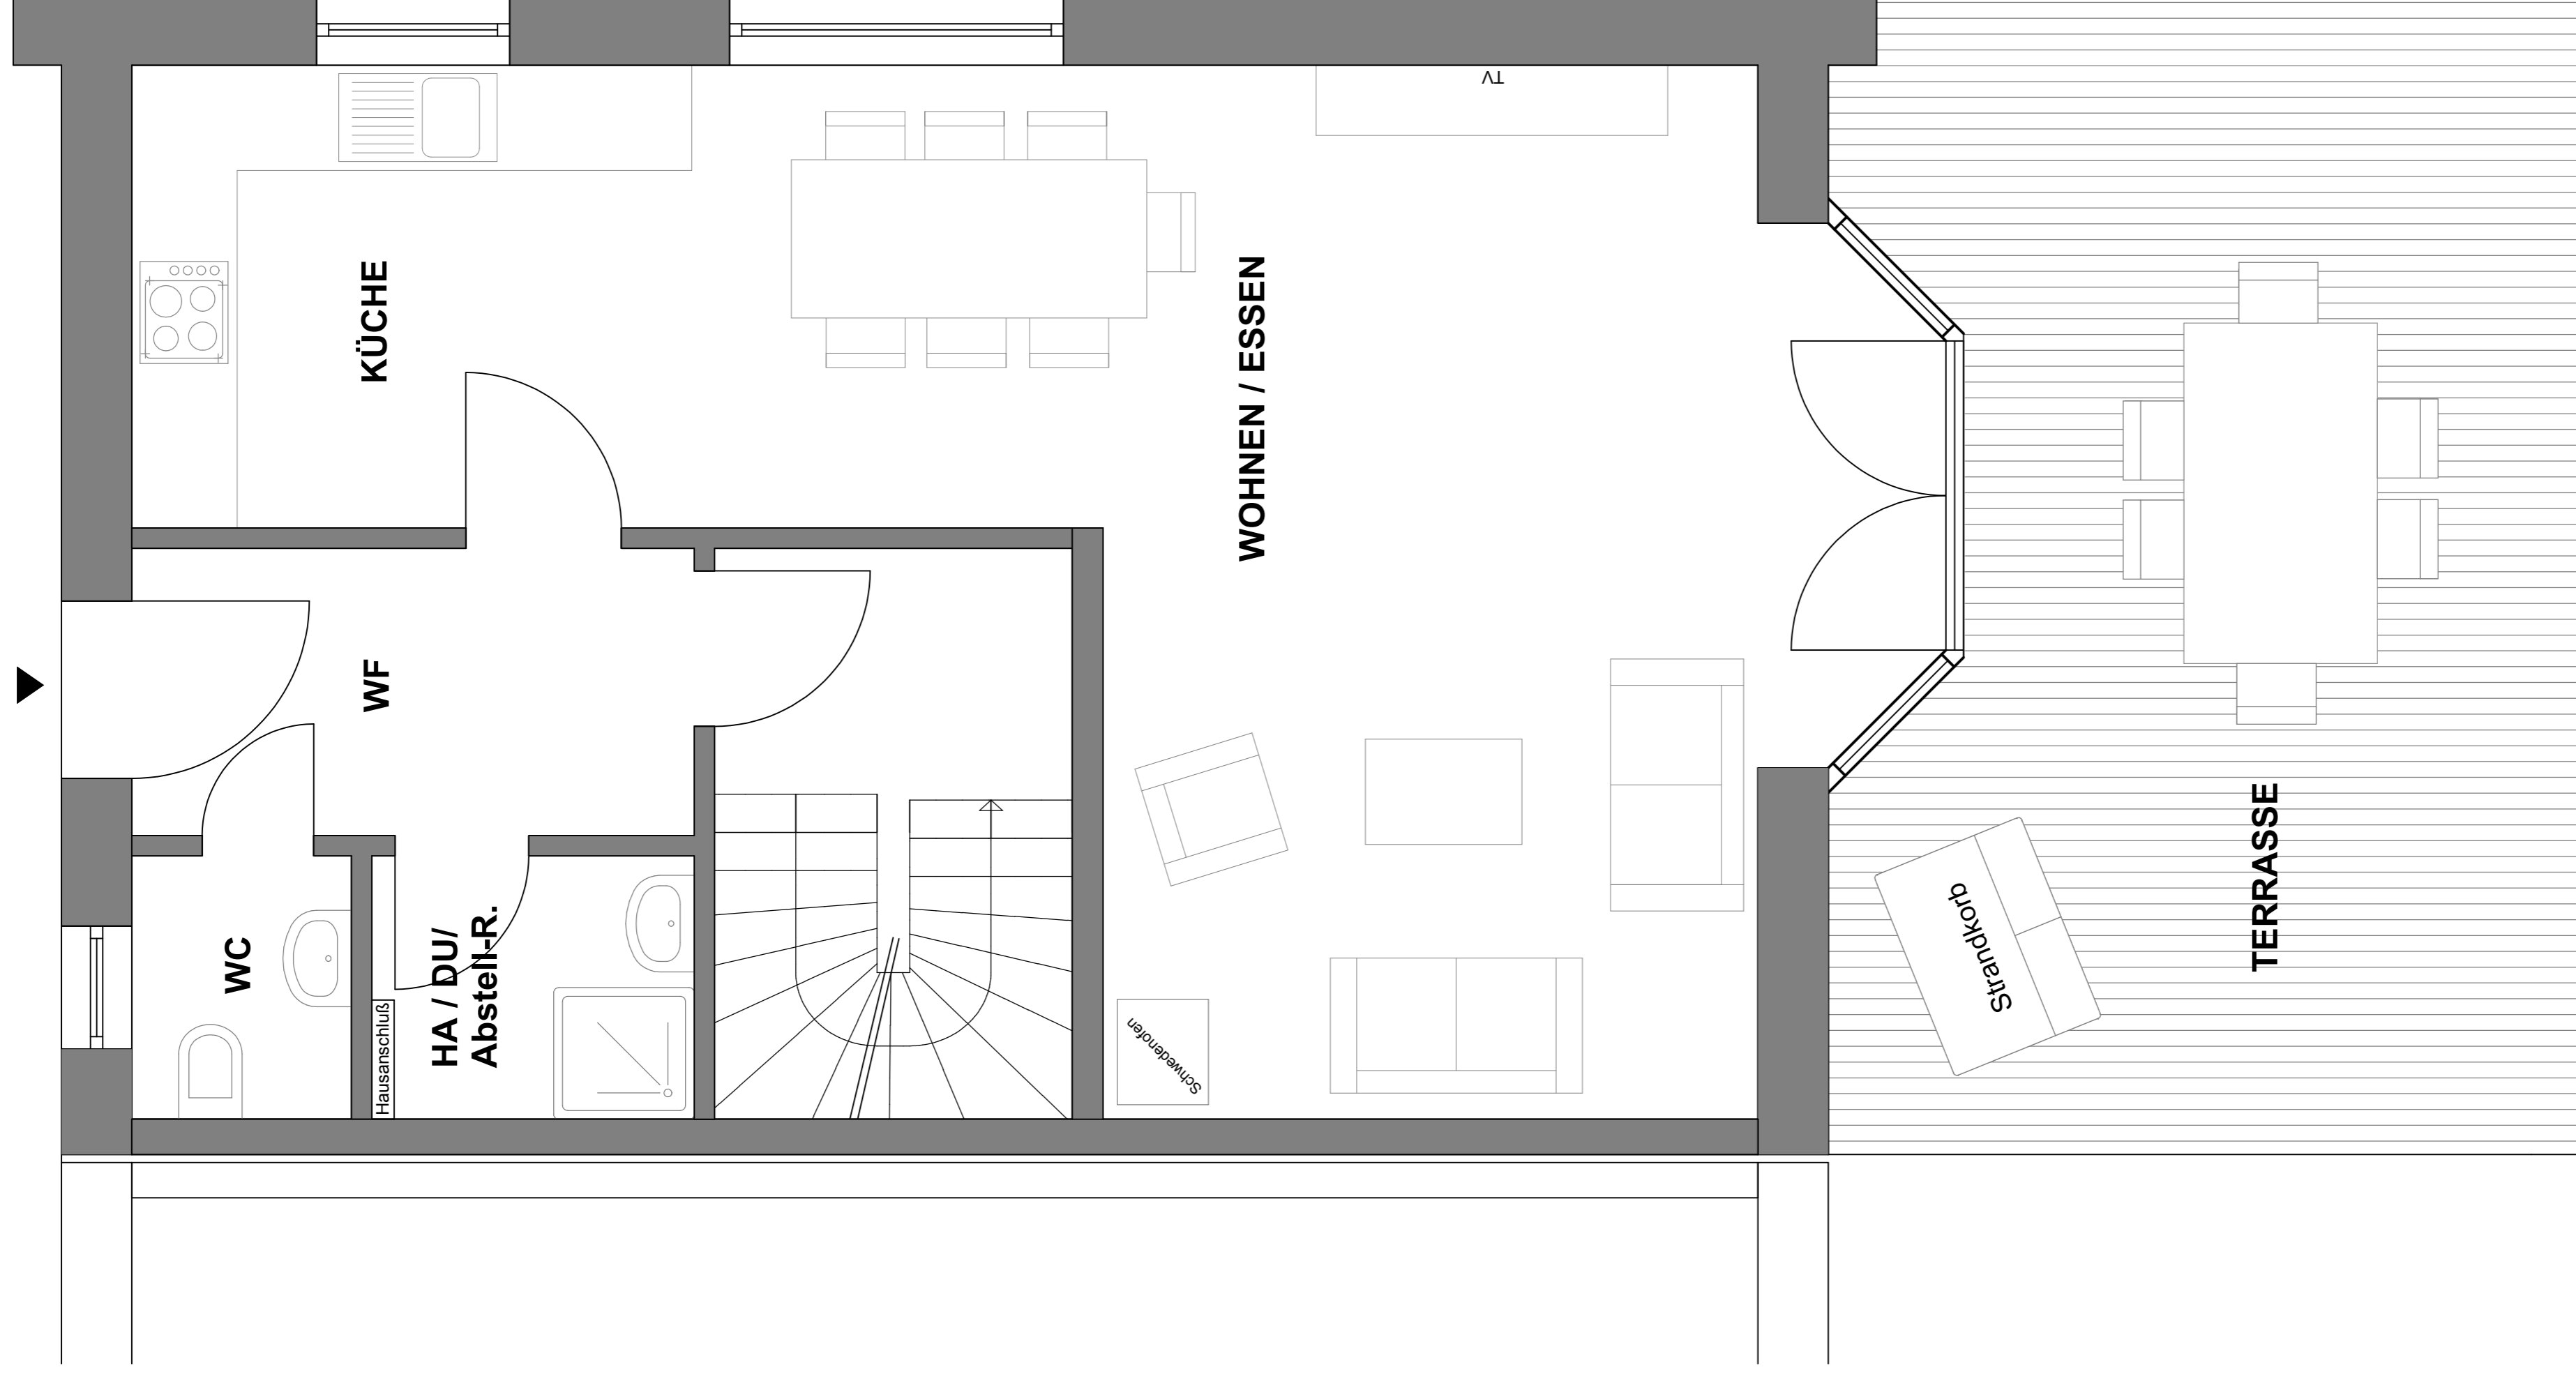 TV
KÜCHE
WOHNEN / ESSEN
WF
WC
HA / DU/
Abstell-R.
Hausanschluß
Schwedenofen
Strandkorb
TERRASSE